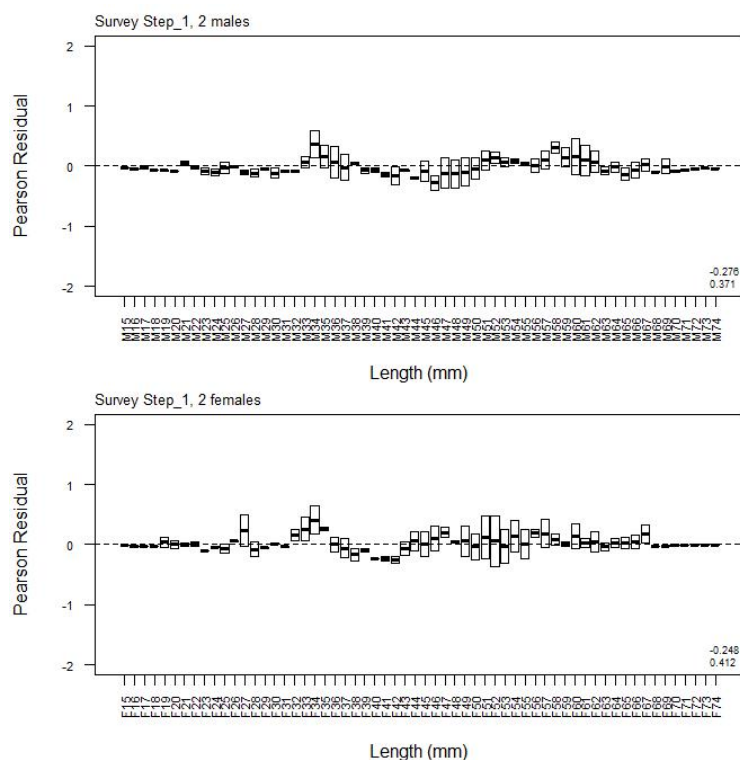 Survey Step_1, 2 males
Pearson Residual
2
1
0
-1
-2
-0.276
0.371
M15 M16 M17 M18 M19 M20 M21 M22 M23 M24 M25 M26 M27 M28 M29 M30 M31 M32 M33 M34 M35 M36 M37 M38 M39 M40 M41 M42 M43 M44 M45 M46 M47 M48 M49 M50 M51 M52 M53 M54 M55 M56 M57 M58 M59 M60 M61 M62 M63 M64 M65 M66 M67 M68 M69 M70 M71 M72 M73 M74
Length (mm)
Survey Step_1, 2 females
Pearson Residual
2
1
0
-1
-2
-0.248
0.412
F15 F16 F17 F18 F19 F20 F21 F22 F23 F24 F25 F26 F27 F28 F29 F30 F31 F32 F33 F34 F35 F36 F37 F38 F39 F40 F41 F42 F43 F44 F45 F46 F47 F48 F49 F50 F51 F52 F53 F54 F55 F56 F57 F58 F59 F60 F61 F62 F63 F64 F65 F66 F67 F68 F69 F70 F71 F72 F73 F74
Length (mm)